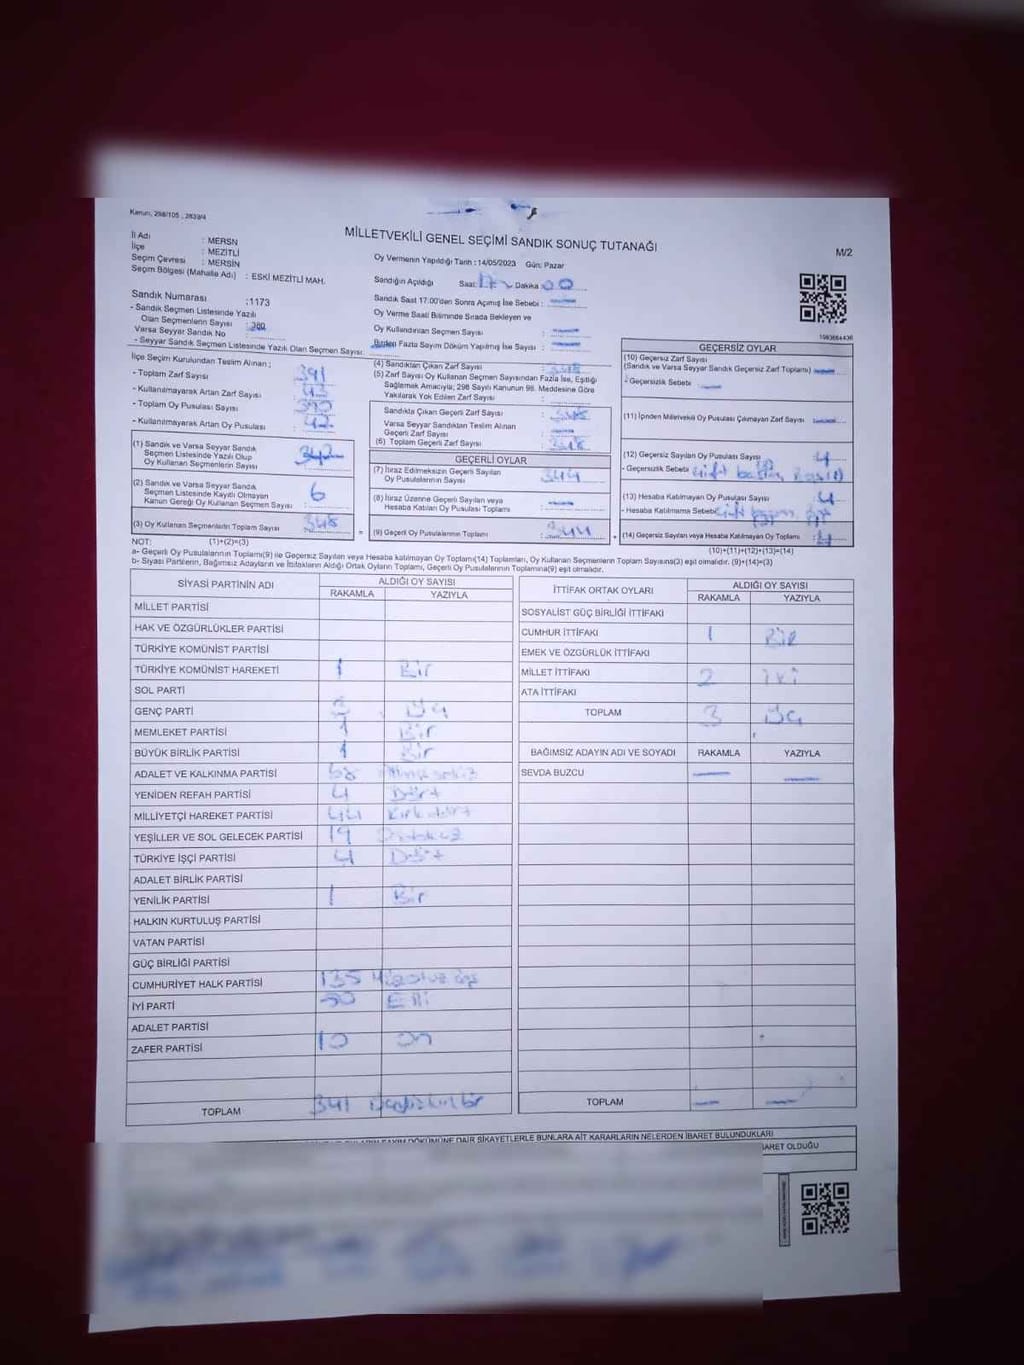 Kanun, 298/105 , 2839/4
MİLLETVEKİLİ GENEL SEÇİMİ SANDIK SONUÇ TUTANAĞI
M/2
İl Adı : MERSN
İlçe : MEZİTLİ
Seçim Çevresi : MERSİN
Seçim Bölgesi (Mahalle Adı) : ESKİ MEZİTLİ MAH.
Oy Vermenin Yapıldığı Tarih : 14/05/2023 Gün: Pazar
Sandığın Açıldığı Saat: 17 Dakika: 00
Sandık Saat 17:00'den Sonra Açılmış İse Sebebi :
Oy Verme Saati Bitiminde Sırada Bekleyen ve
Oy Kullandırılan Seçmen Sayısı :
Birden Fazla Sayım Döküm Yapılmış İse Sayısı :
Sandık Numarası :1173
- Sandık Seçmen Listesinde Yazılı
Olan Seçmenlerin Sayısı : 380
Varsa Seyyar Sandık No :
- Seyyar Sandık Seçmen Listesinde Yazılı Olan Seçmen Sayısı:
İlçe Seçim Kurulundan Teslim Alınan ;
- Toplam Zarf Sayısı : 391
- Kullanılmayarak Artan Zarf Sayısı : 43
- Toplam Oy Pusulası Sayısı : 390
- Kullanılmayarak Artan Oy Pusulası : 42
(1) Sandık ve Varsa Seyyar Sandık
Seçmen Listesinde Yazılı Olup
Oy Kullanan Seçmenlerin Sayısı : 342
(2) Sandık ve Varsa Seyyar Sandık
Seçmen Listesinde Kayıtlı Olmayan
Kanun Gereği Oy Kullanan Seçmen Sayısı : 6
(3) Oy Kullanan Seçmenlerin Toplam Sayısı : 348
(4) Sandıktan Çıkan Zarf Sayısı : 348
(5) Zarf Sayısı Oy Kullanan Seçmen Sayısından Fazla İse, Eşitliği
Sağlamak Amacıyla; 298 Sayılı Kanunun 98. Maddesine Göre
Yakılarak Yok Edilen Zarf Sayısı :
Sandıkta Çıkan Geçerli Zarf Sayısı : 348
Varsa Seyyar Sandıktan Teslim Alınan
Geçerli Zarf Sayısı :
(6) Toplam Geçerli Zarf Sayısı : 348
GEÇERLİ OYLAR
(7) İtiraz Edilmeksizin Geçerli Sayılan
Oy Pusulalarının Sayısı : 344
(8) İtiraz Üzerine Geçerli Sayılan veya
Hesaba Katılan Oy Pusulası Toplamı :
(9) Geçerli Oy Pusulalarının Toplamı : 344
1083664436
GEÇERSİZ OYLAR
(10) Geçersiz Zarf Sayısı
(Sandık ve Varsa Seyyar Sandık Geçersiz Zarf Toplamı)
- Geçersizlik Sebebi :
(11) İçinden Milletvekili Oy Pusulası Çıkmayan Zarf Sayısı :
(12) Geçersiz Sayılan Oy Pusulası Sayısı : 4
- Geçersizlik Sebebi
(13) Hesaba Katılmayan Oy Pusulası Sayısı : 4
- Hesaba Katılmama Sebebi
(14) Geçersiz Sayılan veya Hesaba Katılmayan Oy Toplamı : 4
NOT: (1)+(2)=(3)
(10)+(11)+(12)+(13)=(14)
a- Geçerli Oy Pusulalarının Toplamı(9) ile Geçersiz Sayılan veya Hesaba katılmayan Oy Toplamı(14) Toplamları, Oy Kullanan Seçmenlerin Toplam Sayısına(3) eşit olmalıdır. (9)+(14)=(3)
b- Siyasi Partilerin, Bağımsız Adayların ve İttifakların Aldığı Ortak Oyların Toplamı, Geçerli Oy Pusulalarının Toplamına(9) eşit olmalıdır.
SİYASİ PARTİNİN ADI ALDIĞI OY SAYISI
RAKAMLA YAZIYLA
MİLLET PARTİSİ
HAK VE ÖZGÜRLÜKLER PARTİSİ
TÜRKİYE KOMÜNİST PARTİSİ
TÜRKİYE KOMÜNİST HAREKETİ 1 Bir
SOL PARTİ
GENÇ PARTİ 3 Üç
MEMLEKET PARTİSİ 1 Bir
BÜYÜK BİRLİK PARTİSİ 1 Bir
ADALET VE KALKINMA PARTİSİ 68 Altmışsekiz
YENİDEN REFAH PARTİSİ 4 Dört
MİLLİYETÇİ HAREKET PARTİSİ 44 Kırkdört
YEŞİLLER VE SOL GELECEK PARTİSİ 19 Ondokuz
TÜRKİYE İŞÇİ PARTİSİ 4 Dört
ADALET BİRLİK PARTİSİ
YENİLİK PARTİSİ 1 Bir
HALKIN KURTULUŞ PARTİSİ
VATAN PARTİSİ
GÜÇ BİRLİĞİ PARTİSİ
CUMHURİYET HALK PARTİSİ 135
İYİ PARTİ 50 Elli
ADALET PARTİSİ
ZAFER PARTİSİ 10 On
TOPLAM 341
İTTİFAK ORTAK OYLARI ALDIĞI OY SAYISI
RAKAMLA YAZIYLA
SOSYALİST GÜÇ BİRLİĞİ İTTİFAKI
CUMHUR İTTİFAKI 1 Bir
EMEK VE ÖZGÜRLÜK İTTİFAKI
MİLLET İTTİFAKI 2 iki
ATA İTTİFAKI
TOPLAM 3 Üç
BAĞIMSIZ ADAYIN ADI VE SOYADI RAKAMLA YAZIYLA
SEVDA BUZCU
TOPLAM
DÖKÜMÜNE DAİR ŞİKAYETLERLE BUNLARA AİT KARARLARIN NELERDEN İBARET BULUNDUKLARI
İBARET OLDUĞU